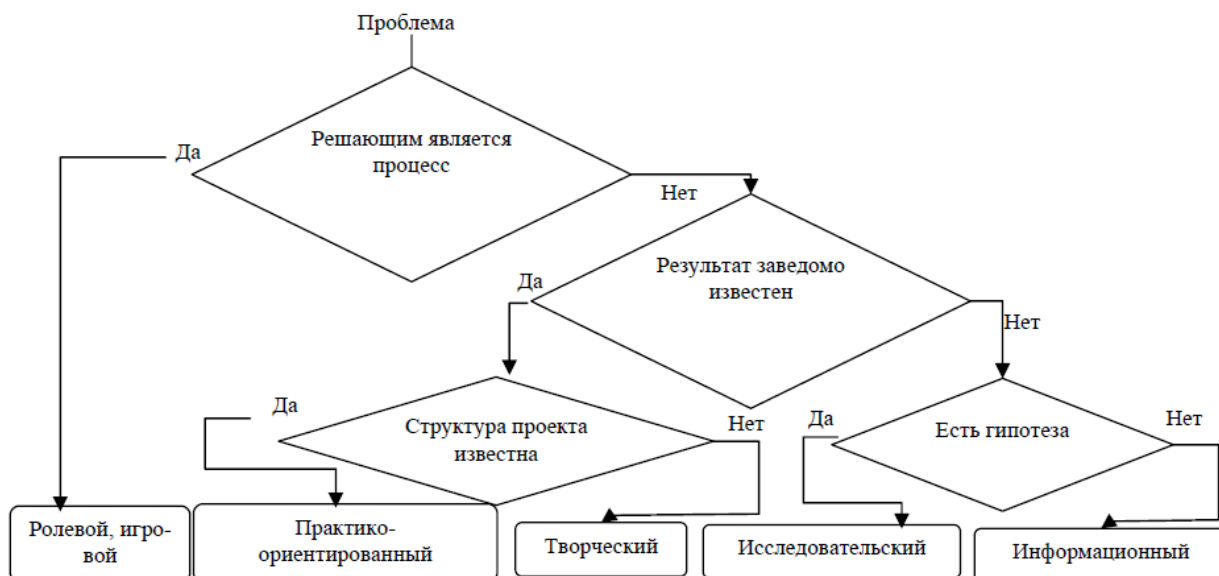 Проблема
Решающим является
процесс
Да
Нет
Результат заведомо
известен
Да
Нет
Структура проекта
известна
Да
Нет
Есть гипотеза
Да
Нет
Ролевой, игро-
вой
Практико-
ориентированный
Творческий
Исследовательский
Информационный